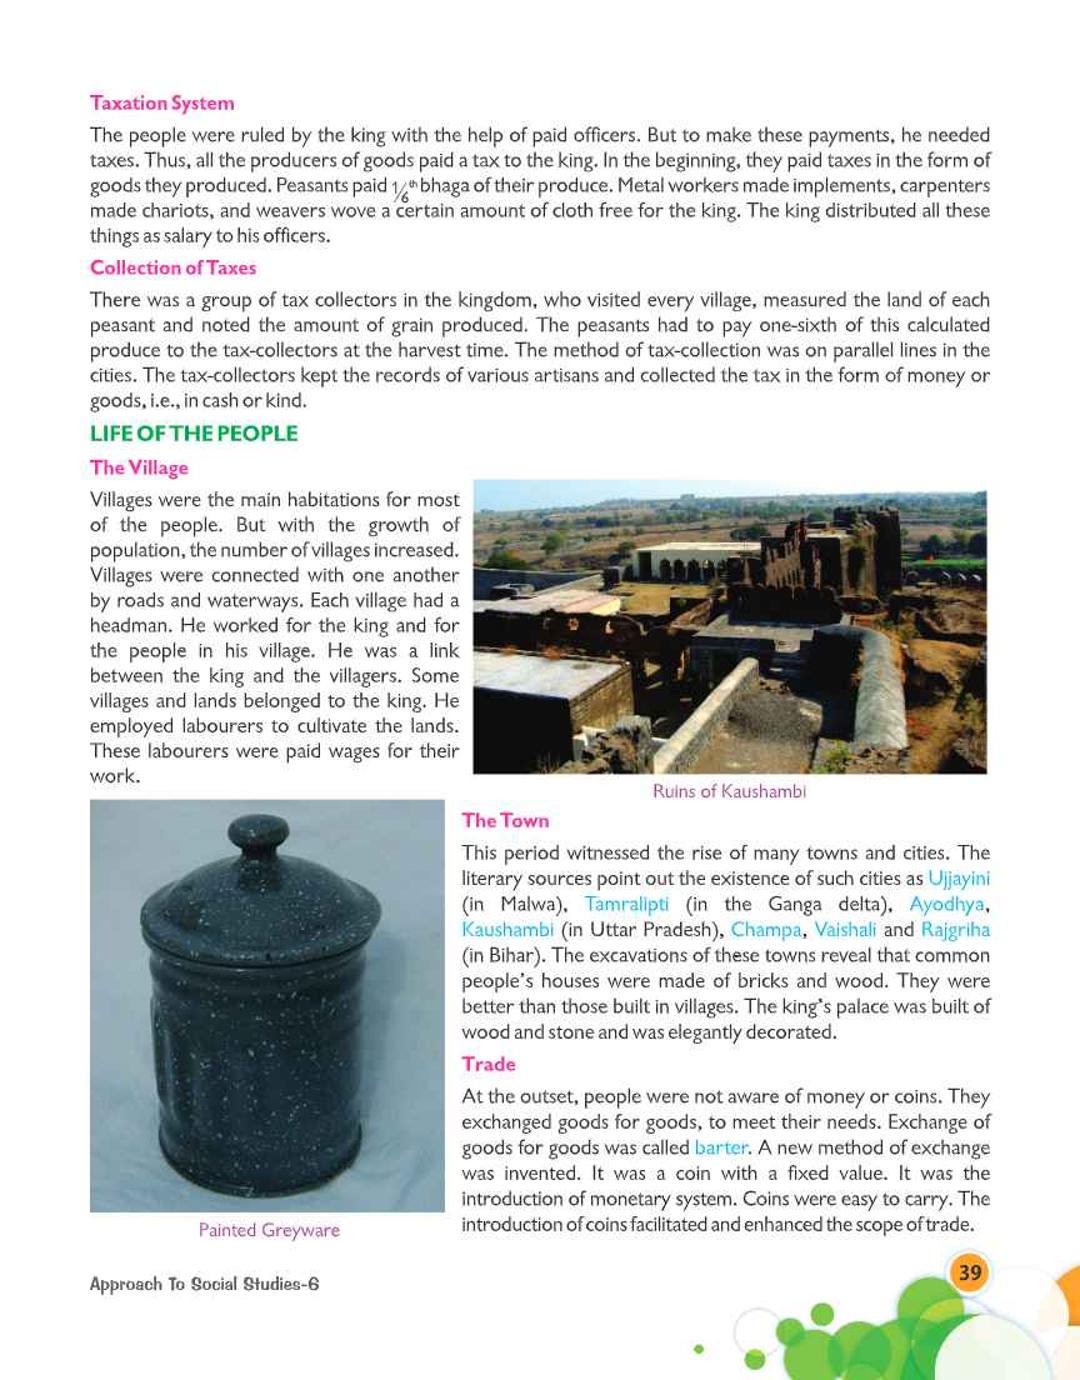 Taxation System
The people were ruled by the king with the help of paid officers. But to make these payments, he needed
taxes. Thus, all the producers of goods paid a tax to the king. In the beginning, they paid taxes in the form of
goods they produced. Peasants paid 1/6th bhaga of their produce. Metal workers made implements, carpenters
made chariots, and weavers wove a certain amount of cloth free for the king. The king distributed all these
things as salary to his officers.
Collection of Taxes
There was a group of tax collectors in the kingdom, who visited every village, measured the land of each
peasant and noted the amount of grain produced. The peasants had to pay one-sixth of this calculated
produce to the tax-collectors at the harvest time. The method of tax-collection was on parallel lines in the
cities. The tax-collectors kept the records of various artisans and collected the tax in the form of money or
goods, i.e., in cash or kind.
LIFE OF THE PEOPLE
The Village
Villages were the main habitations for most
of the people. But with the growth of
population, the number of villages increased.
Villages were connected with one another
by roads and waterways. Each village had a
headman. He worked for the king and for
the people in his village. He was a link
between the king and the villagers. Some
villages and lands belonged to the king. He
employed labourers to cultivate the lands.
These labourers were paid wages for their
work.
Ruins of Kaushambi
The Town
This period witnessed the rise of many towns and cities. The
literary sources point out the existence of such cities as Ujjayini
(in Malwa), Tamralipti (in the Ganga delta), Ayodhya,
Kaushambi (in Uttar Pradesh), Champa, Vaishali and Rajgriha
(in Bihar). The excavations of these towns reveal that common
people's houses were made of bricks and wood. They were
better than those built in villages. The king's palace was built of
wood and stone and was elegantly decorated.
Trade
At the outset, people were not aware of money or coins. They
exchanged goods for goods, to meet their needs. Exchange of
goods for goods was called barter. A new method of exchange
was invented. It was a coin with a fixed value. It was the
introduction of monetary system. Coins were easy to carry. The
introduction of coins facilitated and enhanced the scope of trade.
Painted Greyware
Approach To Social Studies-6
39